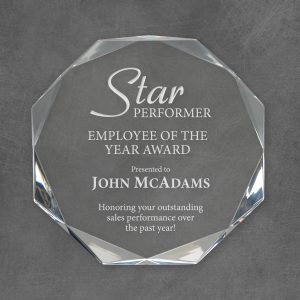 Star
PERFORMER
EMPLOYEE OF THE
YEAR AWARD
Presented to
JOHN MCADAMS
Honoring your outstanding
sales performance over
the past year!